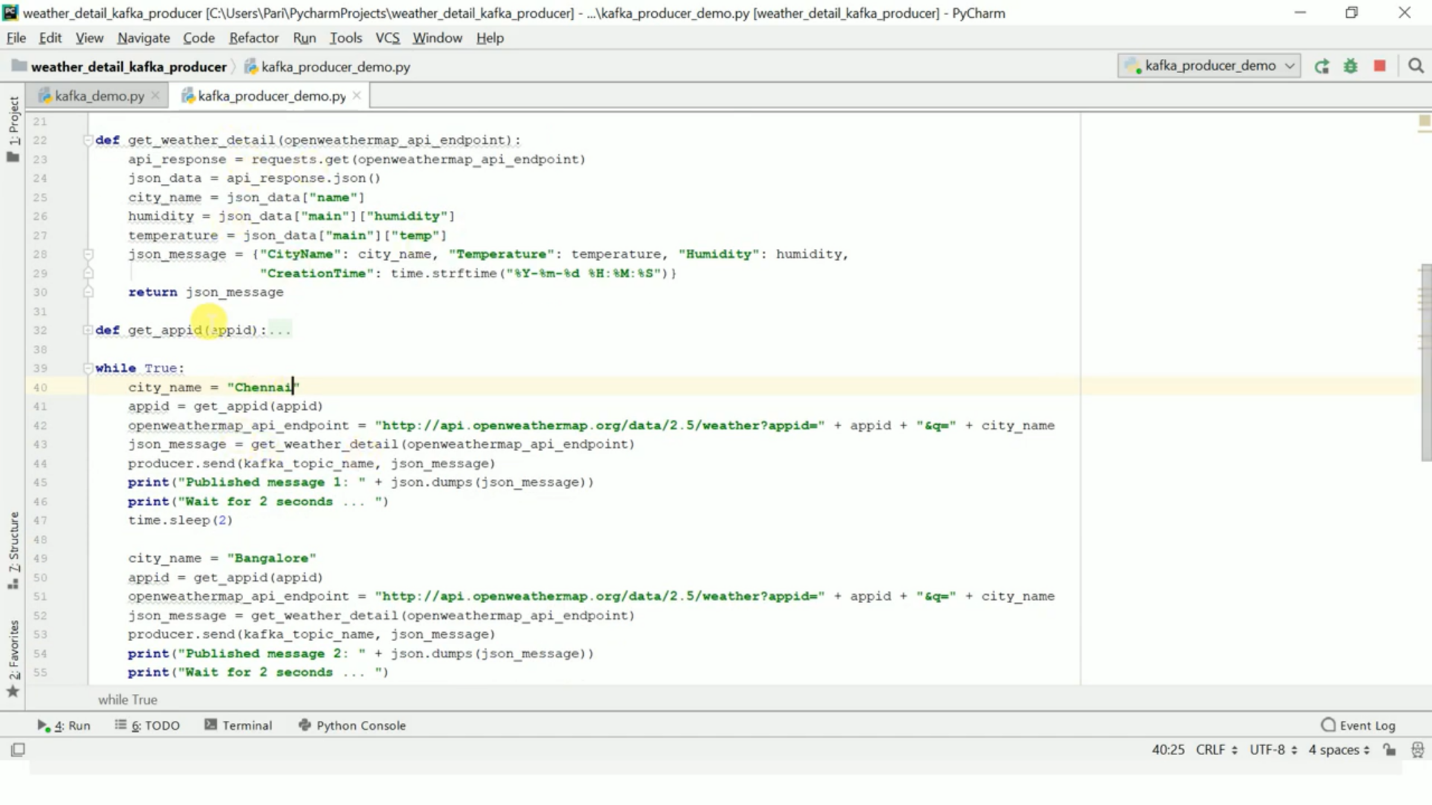 weather_detail_kafka_producer [C:\Users\Pari\PycharmProjects\weather_detail_kafka_producer] - ...\kafka_producer_demo.py [weather_detail_kafka_producer] - PyCharm
File Edit View Navigate Code Refactor Run Tools VCS Window Help
weather_detail_kafka_producer kafka_producer_demo.py kafka_producer_demo
kafka_demo.py kafka_producer_demo.py
1: Project
21
22 def get_weather_detail(openweathermap_api_endpoint):
23 api_response = requests.get(openweathermap_api_endpoint)
24 json_data = api_response.json()
25 city_name = json_data["name"]
26 humidity = json_data["main"]["humidity"]
27 temperature = json_data["main"]["temp"]
28 json_message = {"CityName": city_name, "Temperature": temperature, "Humidity": humidity,
29 "CreationTime": time.strftime("%Y-%m-%d %H:%M:%S")}
30 return json_message
31
32 def get_appid(appid):...
38
39 while True:
40 city_name = "Chennai"
41 appid = get_appid(appid)
42 openweathermap_api_endpoint = "http://api.openweathermap.org/data/2.5/weather?appid=" + appid + "&q=" + city_name
43 json_message = get_weather_detail(openweathermap_api_endpoint)
44 producer.send(kafka_topic_name, json_message)
45 print("Published message 1: " + json.dumps(json_message))
46 print("Wait for 2 seconds ... ")
47 time.sleep(2)
48
49 city_name = "Bangalore"
50 appid = get_appid(appid)
51 openweathermap_api_endpoint = "http://api.openweathermap.org/data/2.5/weather?appid=" + appid + "&q=" + city_name
52 json_message = get_weather_detail(openweathermap_api_endpoint)
53 producer.send(kafka_topic_name, json_message)
54 print("Published message 2: " + json.dumps(json_message))
55 print("Wait for 2 seconds ... ")
7: Structure
2: Favorites
while True
4: Run 6: TODO Terminal Python Console Event Log
40:25 CRLF UTF-8 4 spaces